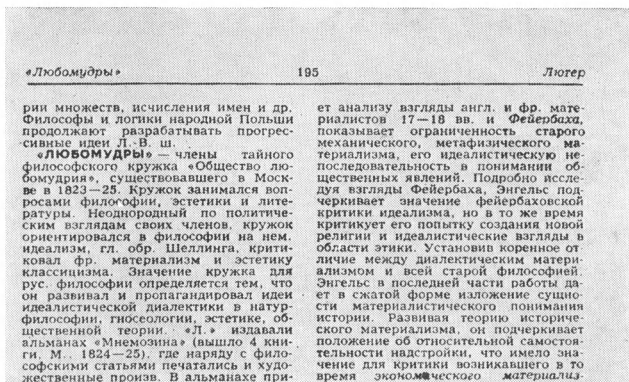 «Любомудры» 195 Лютер
рии множеств, исчисления имен и др.
Философы и логики народной Польши
продолжают разрабатывать прогрес-
сивные идеи Л.-В. ш.
«ЛЮБОМУДРЫ» — члены тайного
философского кружка «Общество лю-
бомудрия», существовавшего в Моск-
ве в 1823—25. Кружок занимался воп-
росами философии, эстетики и лите-
ратуры. Неоднородный по политиче-
ским взглядам своих членов, кружок
ориентировался в философии на нем.
идеализм, гл. обр. Шеллинга, крити-
ковал фр. материализм и эстетику
классицизма. Значение кружка для
рус. философии определяется тем, что
он развивал и пропагандировал идеи
идеалистической диалектики в натур-
философии, гносеологии, эстетике, об-
щественной теории. «Л.» издавали
альманах «Мнемозина» (вышло 4 кни-
ги, М., 1824—25), где наряду с фило-
софскими статьями печатались и худо-
жественные произв. В альманахе при-
ет анализу взгляды англ. и фр. мате-
риалистов 17—18 вв. и Фейербаха,
показывает ограниченность старого
механического, метафизического ма-
териализма, его идеалистическую не-
последовательность в понимании об-
щественных явлений. Подробно иссле-
дуя взгляды Фейербаха, Энгельс под-
черкивает значение фейербаховской
критики идеализма, но в то же время
критикует его попытку создания новой
религии и идеалистические взгляды в
области этики. Установив коренное от-
личие между диалектическим матери-
ализмом и всей старой философией,
Энгельс в последней части работы да-
ет в сжатой форме изложение сущно-
сти материалистического понимания
истории. Развивая теорию историче-
ского материализма, он подчеркивает
положение об относительной самостоя-
тельности надстройки, что имело зна-
чение для критики возникавшего в то
время экономического материализ-